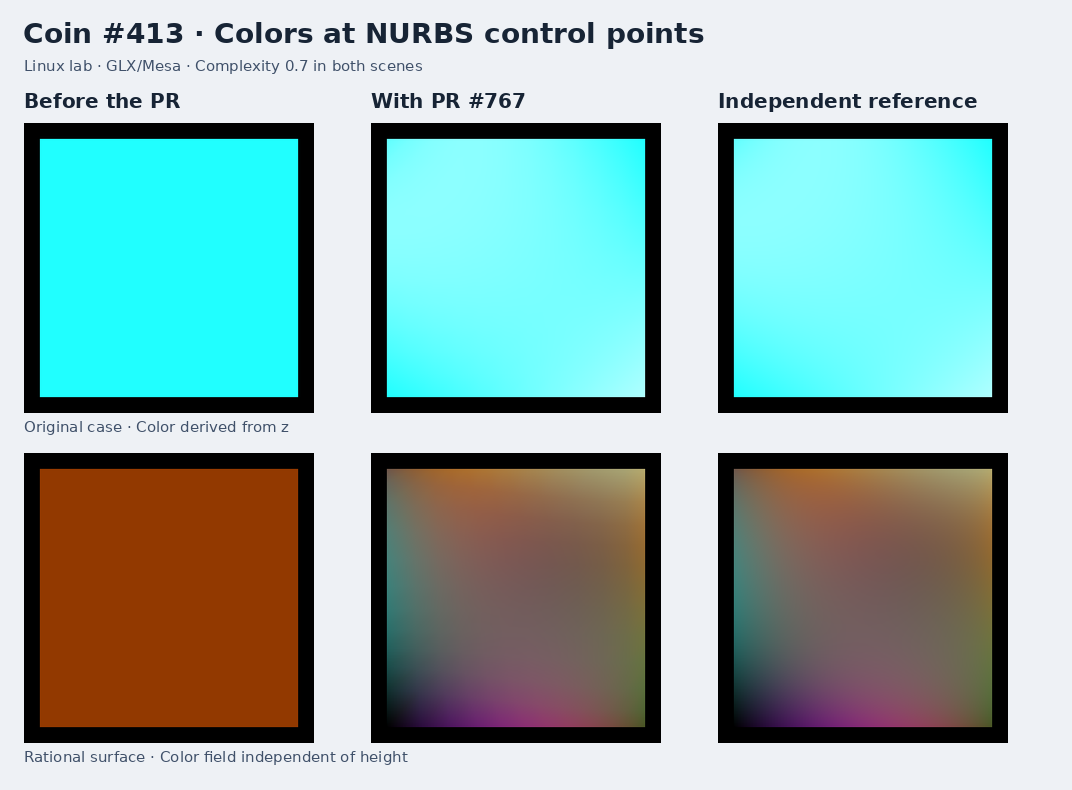 Coin #413 · Colors at NURBS control points
Linux lab · GLX/Mesa · Complexity 0.7 in both scenes
Before the PR
With PR #767
Independent reference
Original case · Color derived from z
Rational surface · Color field independent of height